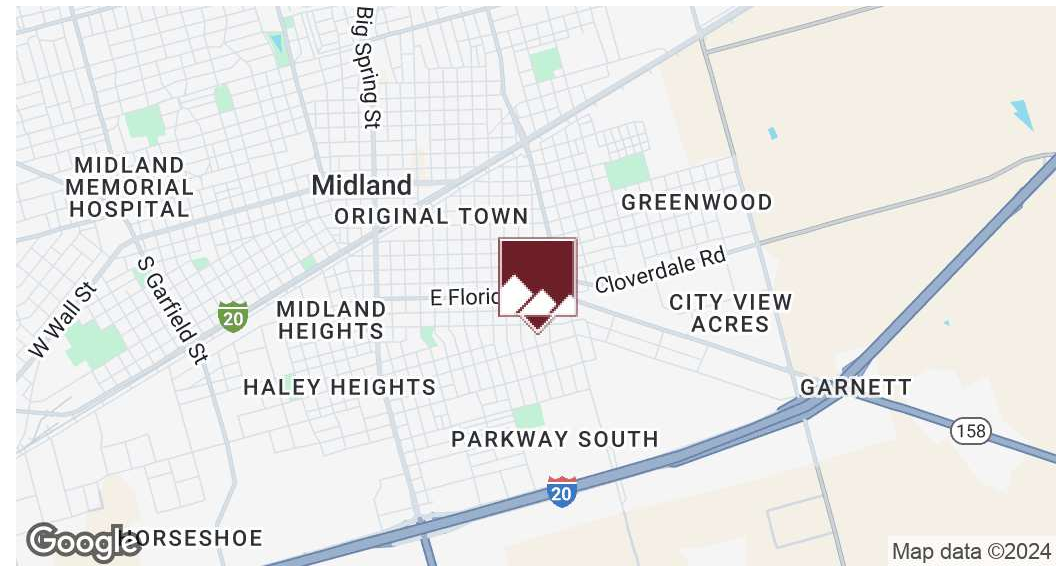 Big Spring St
MIDLAND
MEMORIAL
HOSPITAL
Midland
ORIGINAL TOWN
GREENWOOD
Cloverdale Rd
S Garfield St
W Wall St
20
MIDLAND
HEIGHTS
E Florid
CITY VIEW
ACRES
HALEY HEIGHTS
GARNETT
PARKWAY SOUTH
158
20
HORSESHOE
Google
Map data ©2024